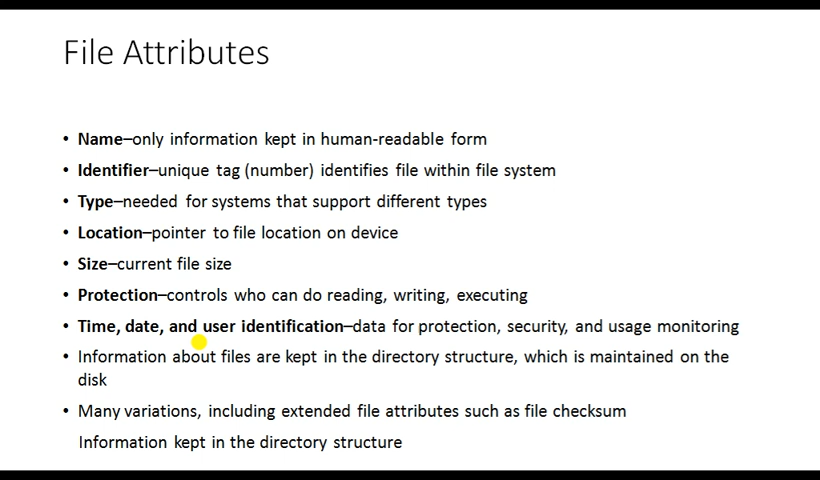 File Attributes
• Name–only information kept in human-readable form
• Identifier–unique tag (number) identifies file within file system
• Type–needed for systems that support different types
• Location–pointer to file location on device
• Size–current file size
• Protection–controls who can do reading, writing, executing
• Time, date, and user identification–data for protection, security, and usage monitoring
• Information about files are kept in the directory structure, which is maintained on the
disk
• Many variations, including extended file attributes such as file checksum
Information kept in the directory structure